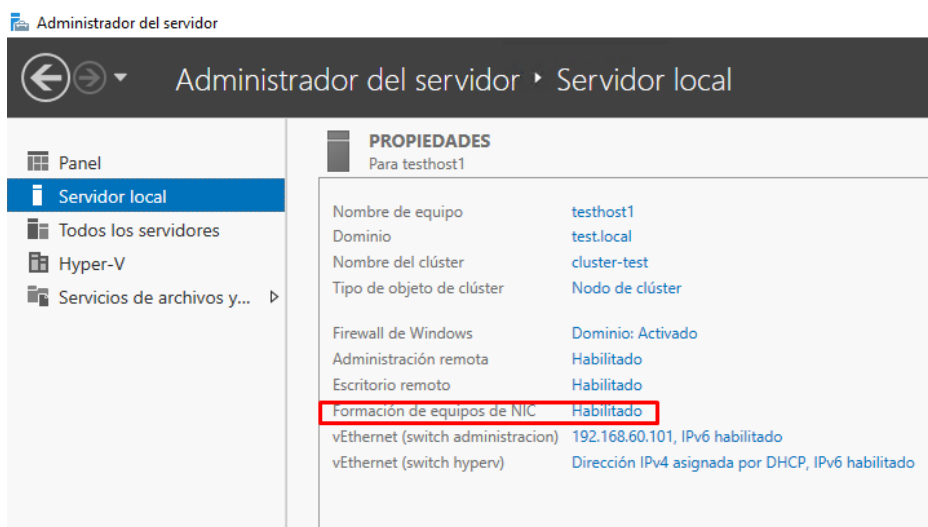 Administrador del servidor
Administrador del servidor ‣ Servidor local
Panel
Servidor local
Todos los servidores
Hyper-V
Servicios de archivos y...
PROPIEDADES
Para testhost1
Nombre de equipo testhost1
Dominio test.local
Nombre del clúster cluster-test
Tipo de objeto de clúster Nodo de clúster
Firewall de Windows Dominio: Activado
Administración remota Habilitado
Escritorio remoto Habilitado
Formación de equipos de NIC Habilitado
vEthernet (switch administracion) 192.168.60.101, IPv6 habilitado
vEthernet (switch hyperv) Dirección IPv4 asignada por DHCP, IPv6 habilitado